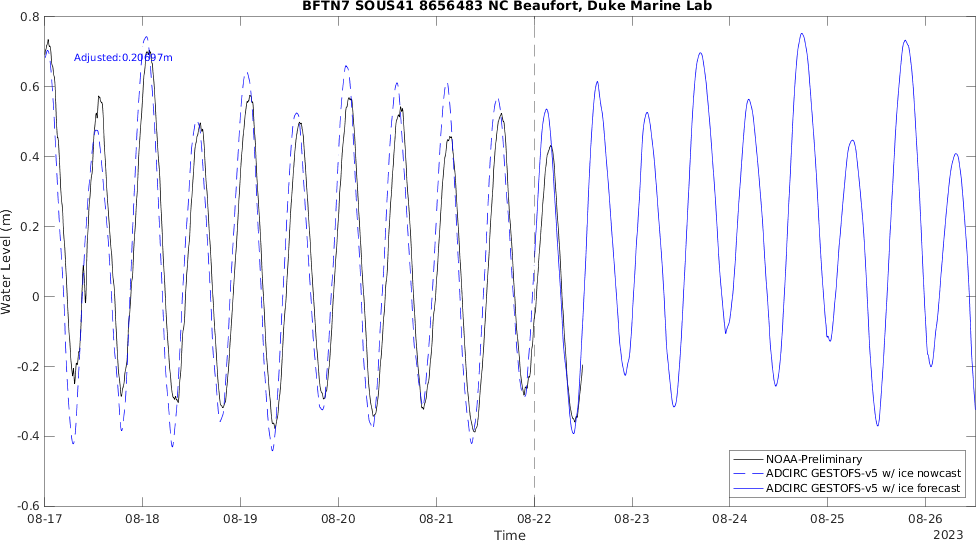 BFTN7 SOUS41 8656483 NC Beaufort, Duke Marine Lab
Adjusted:0.20697m
Water Level (m)
0.8
0.6
0.4
0.2
0
-0.2
-0.4
-0.6
NOAA-Preliminary
ADCIRC GESTOFS-v5 w/ ice nowcast
ADCIRC GESTOFS-v5 w/ ice forecast
08-17 08-18 08-19 08-20 08-21 08-22 08-23 08-24 08-25 08-26
Time
2023